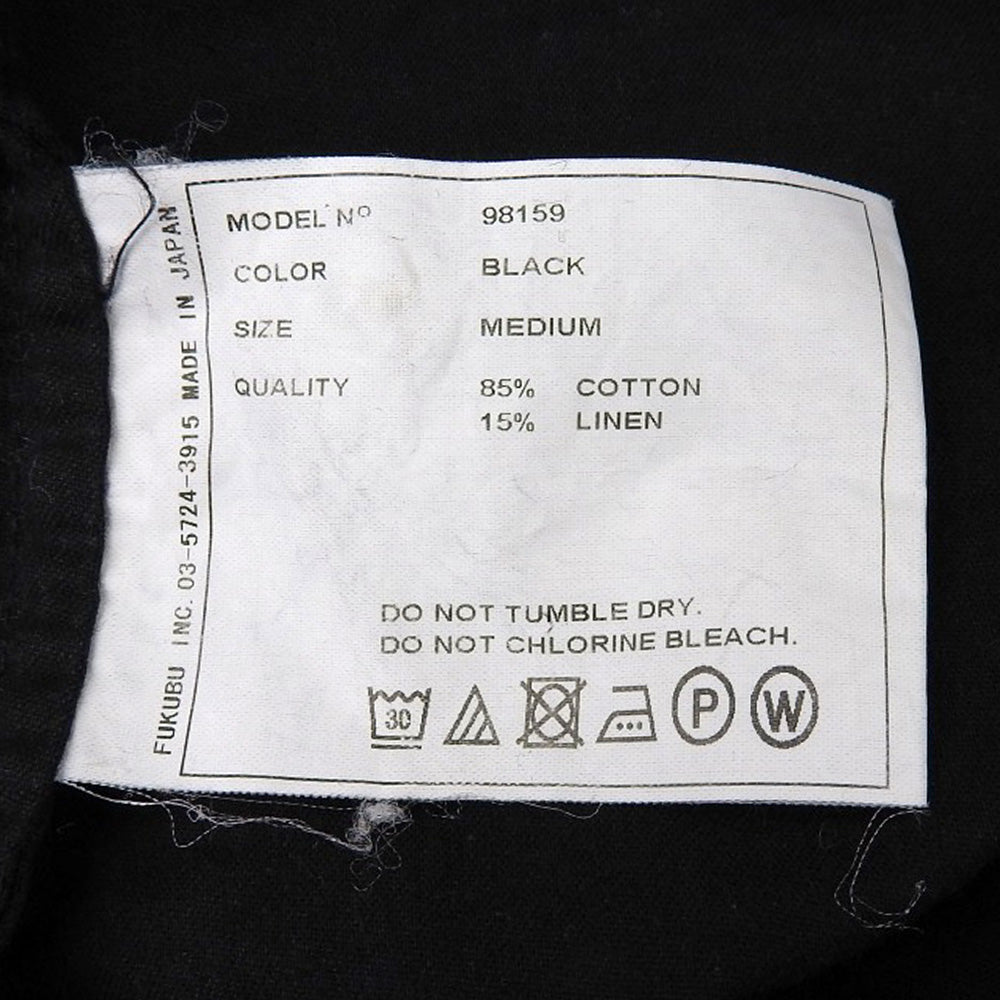 MODEL Nº 98159
COLOR BLACK
SIZE MEDIUM
QUALITY 85% COTTON
15% LINEN
DO NOT TUMBLE DRY.
DO NOT CHLORINE BLEACH.
30 P W
FUKUBU INC. 03-5724-3915 MADE IN JAPAN